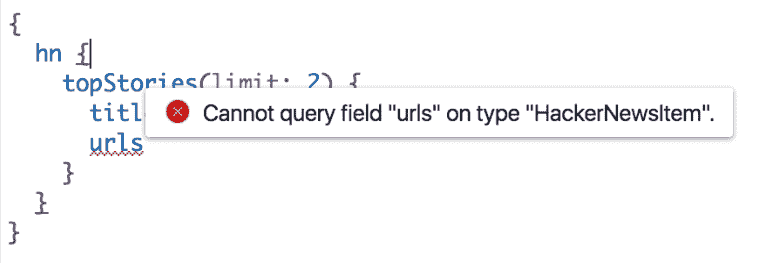 {
hn {
topStories(limit: 2) {
titl
Cannot query field "urls" on type "HackerNewsItem".
urls
}
}
}